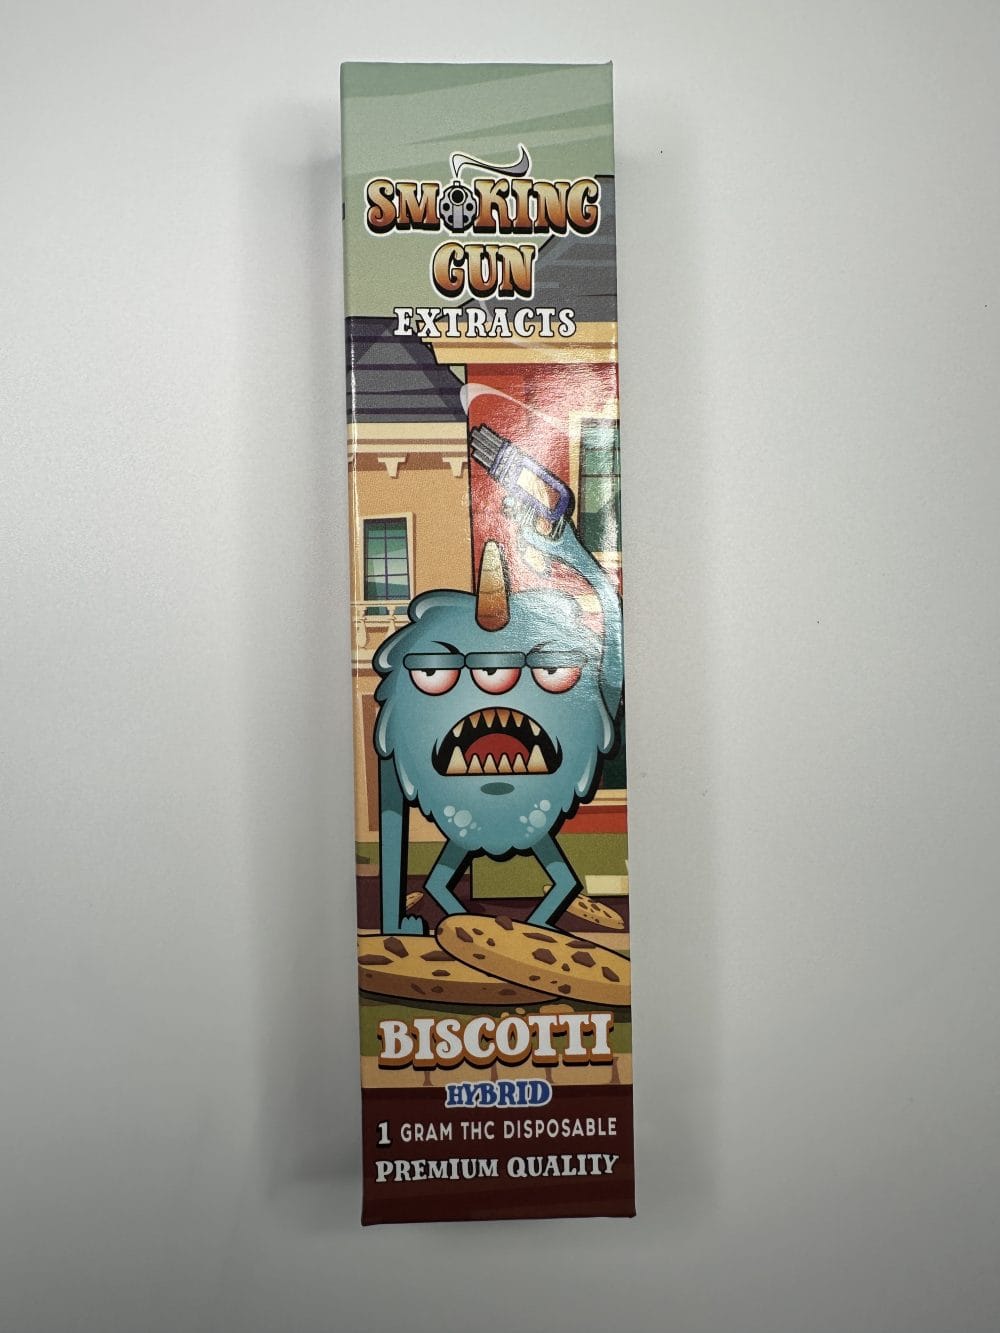 SMOKING
GUN
EXTRACTS
BISCOTTI
HYBRID
1 GRAM THC DISPOSABLE
PREMIUM QUALITY